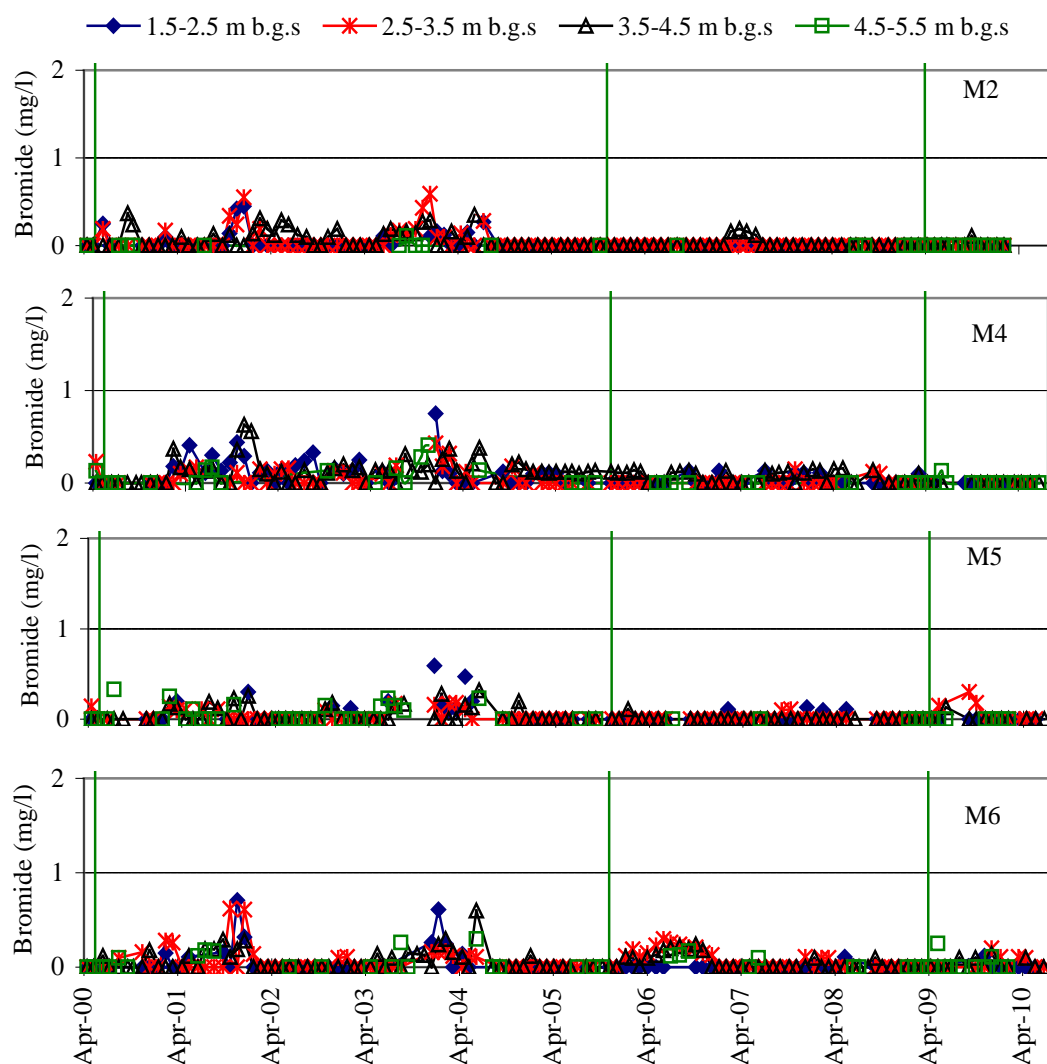 1.5-2.5 m b.g.s 2.5-3.5 m b.g.s 3.5-4.5 m b.g.s 4.5-5.5 m b.g.s
Bromide (mg/l)
2
1
0
M2
Bromide (mg/l)
2
1
0
M4
Bromide (mg/l)
2
1
0
M5
Bromide (mg/l)
2
1
0
M6
Apr-00 Apr-01 Apr-02 Apr-03 Apr-04 Apr-05 Apr-06 Apr-07 Apr-08 Apr-09 Apr-10